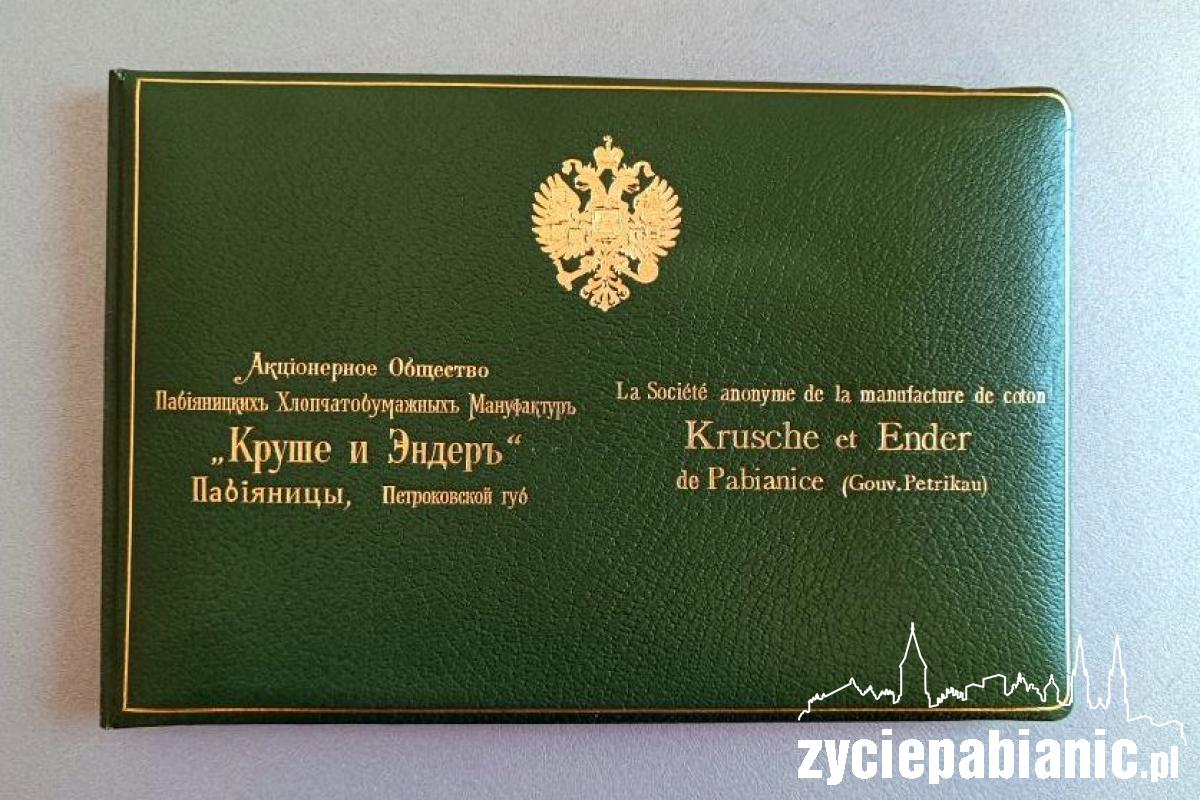 Акціонерное Общество
Пабіяницкихъ Хлопчатобумажныхъ Мануфактуръ
„Круше и Эндеръ“
Пабіяницы, Петроковской губ
La Société anonyme de la manufacture de coton
Krusche et Ender
de Pabianice (Gouv. Petrikau)
zyciepabianic.pl